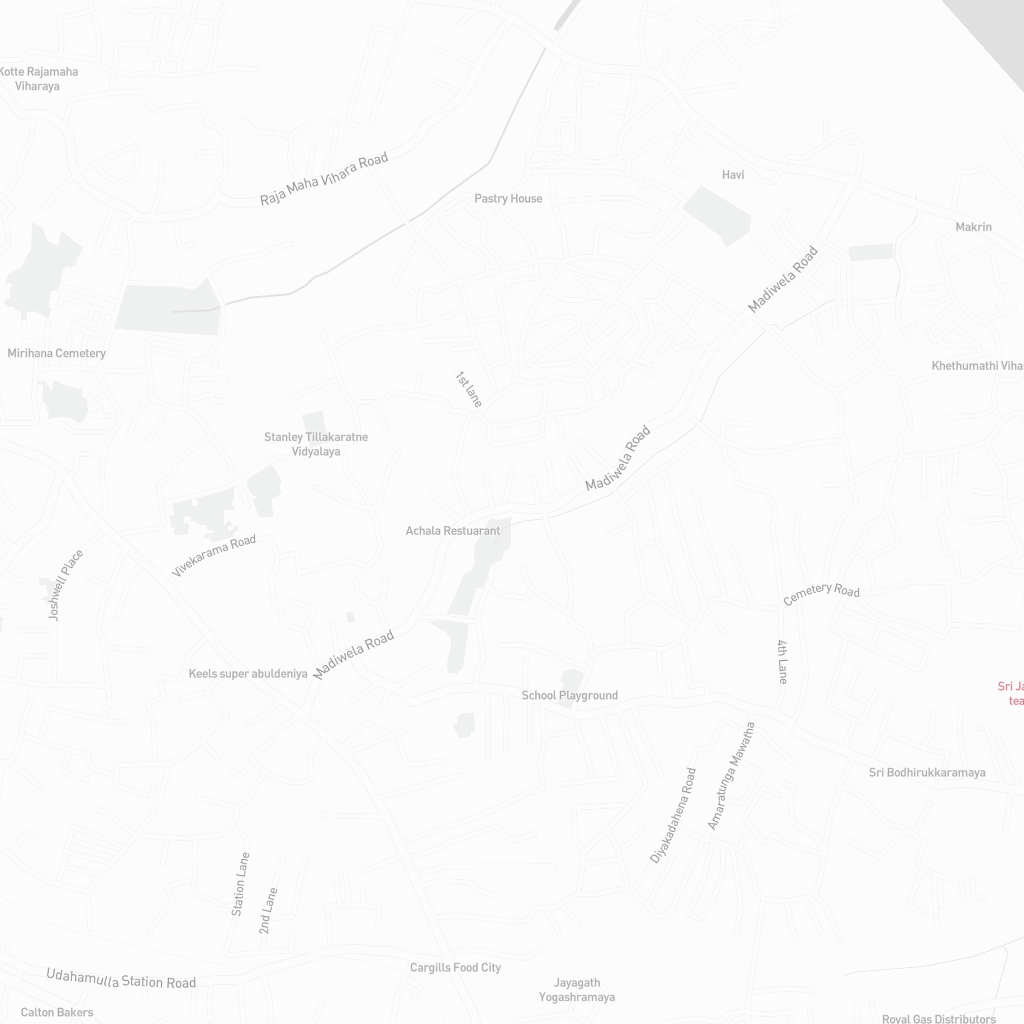 Kotte Rajamaha
Viharaya
Raja Maha Vihara Road
Havi
Pastry House
Makrin
Madiwela Road
Mirihana Cemetery
Khethumathi Viha
1st lane
Stanley Tillakaratne
Vidyalaya
Madiwela Road
Achala Restuarant
Vivekarama Road
Joshwell Place
Cemetery Road
Madiwela Road
4th Lane
Keels super abuldeniya
School Playground
Sri Ja
tea
Amaratunga Mawatha
Sri Bodhirukkaramaya
Diyakadahena Road
Station Lane
2nd Lane
Cargills Food City
Udahamulla Station Road
Jayagath
Yogashramaya
Calton Bakers
Royal Gas Distributors